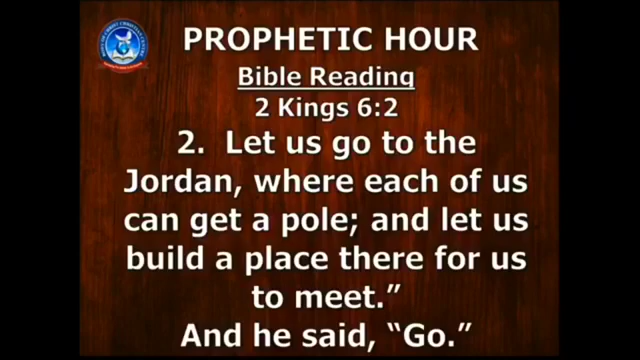 PROPHETIC HOUR
Bible Reading
2 Kings 6:2
2. Let us go to the
Jordan, where each of us
can get a pole; and let us
build a place there for us
to meet.”
And he said, “Go.”